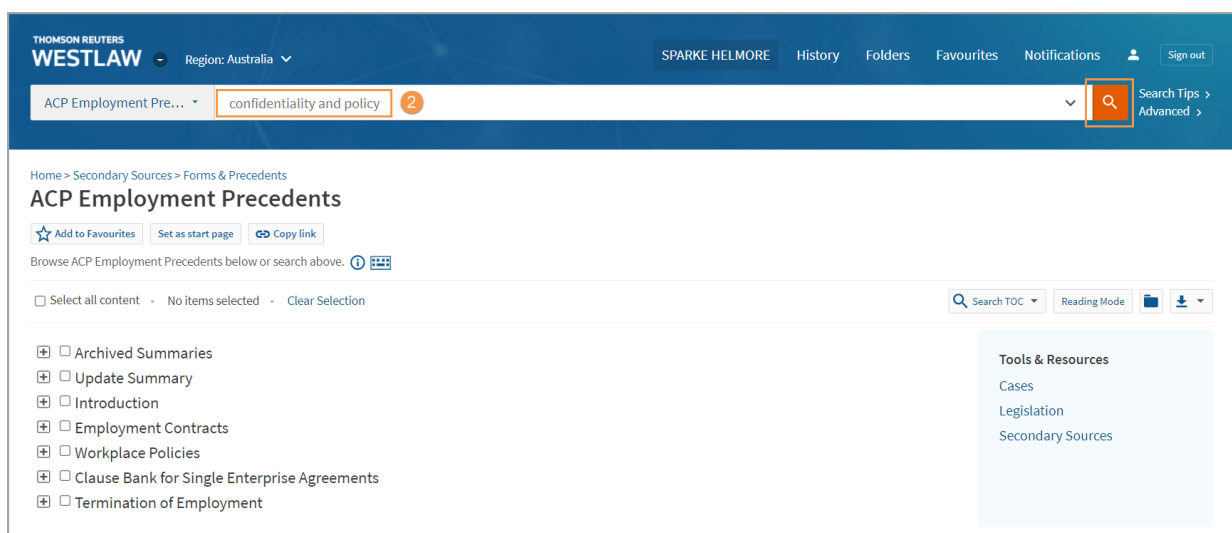 THOMSON REUTERS
WESTLAW Region: Australia SPARKE HELMORE History Folders Favourites Notifications Sign out
ACP Employment Pre... confidentiality and policy 2 Search Tips >
Advanced >
Home > Secondary Sources > Forms & Precedents
ACP Employment Precedents
Add to Favourites Set as start page Copy link
Browse ACP Employment Precedents below or search above.
Select all content • No items selected • Clear Selection Search TOC Reading Mode
Archived Summaries
Update Summary
Introduction
Employment Contracts
Workplace Policies
Clause Bank for Single Enterprise Agreements
Termination of Employment
Tools & Resources
Cases
Legislation
Secondary Sources